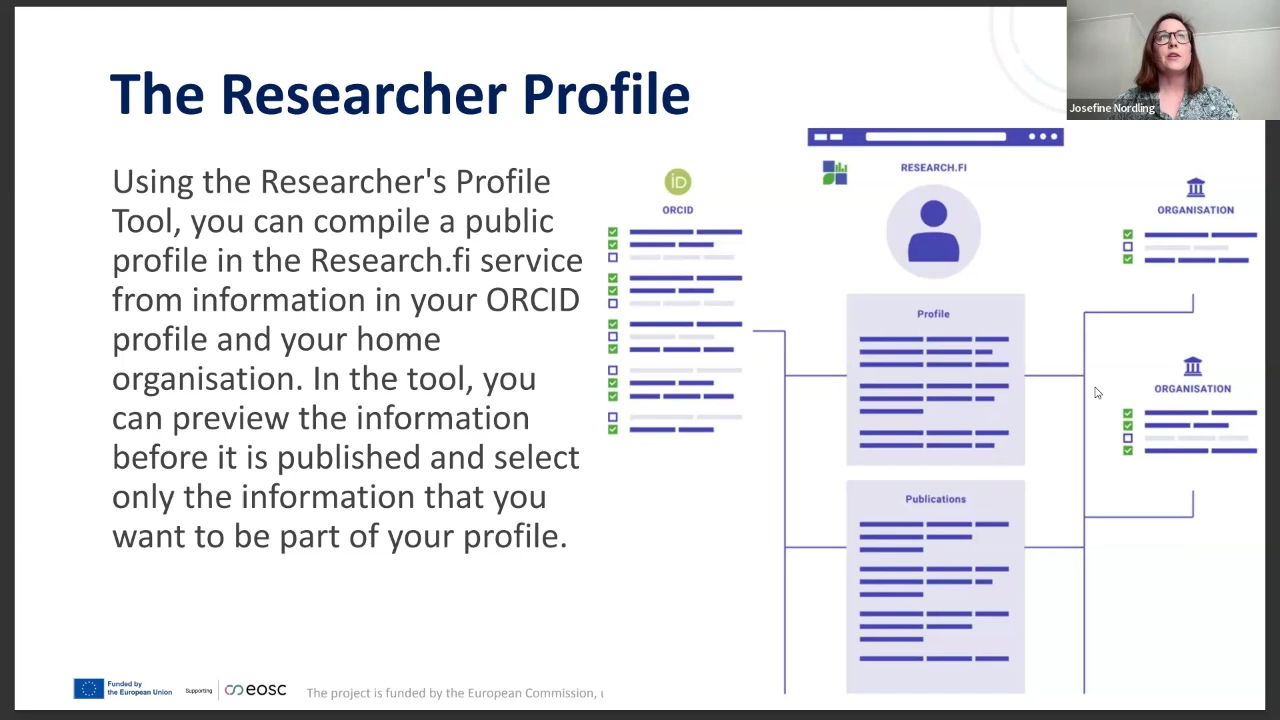 The Researcher Profile
Josefine Nordling
Using the Researcher's Profile
Tool, you can compile a public
profile in the Research.fi service
from information in your ORCID
profile and your home
organisation. In the tool, you
can preview the information
before it is published and select
only the information that you
want to be part of your profile.
iD
ORCID
RESEARCH.FI
Profile
Publications
ORGANISATION
ORGANISATION
Funded by
the European Union
Supporting
eosc
The project is funded by the European Commission,